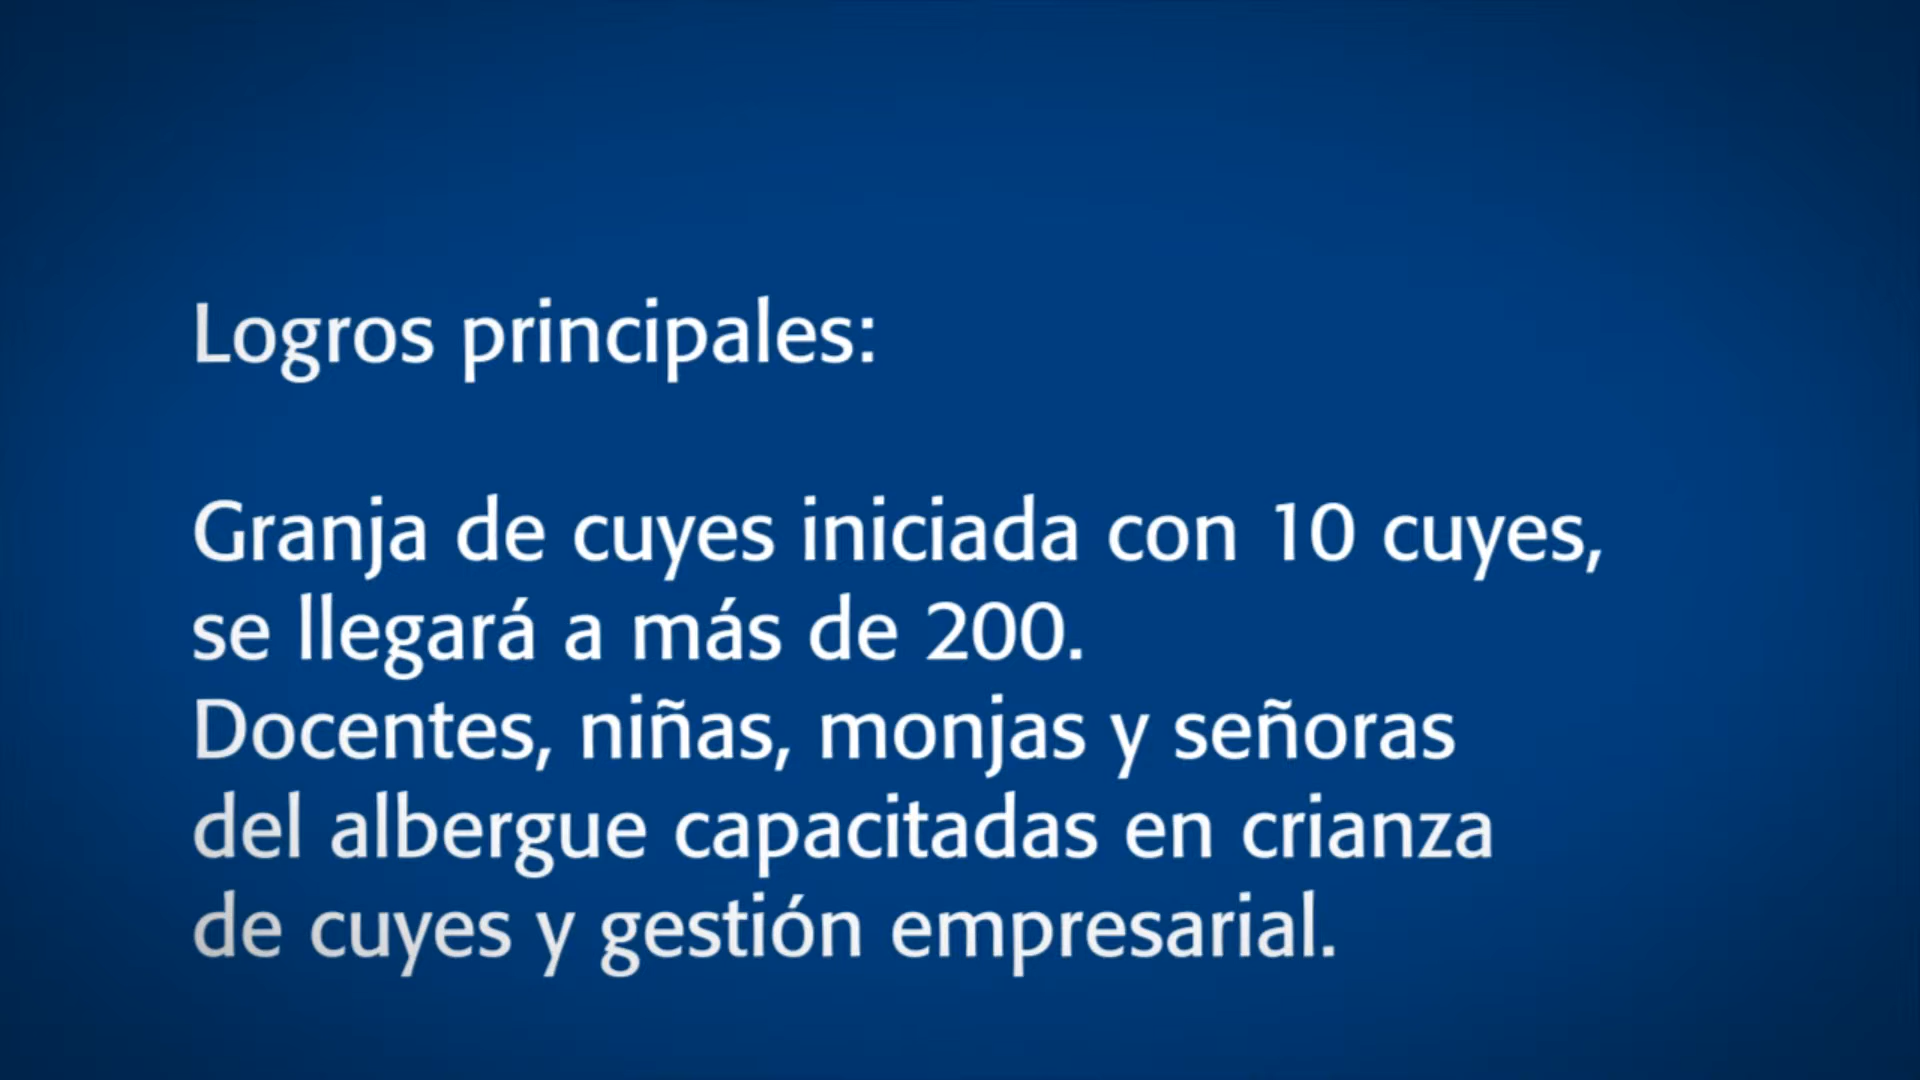 Logros principales:
Granja de cuyes iniciada con 10 cuyes,
se llegará a más de 200.
Docentes, niñas, monjas y señoras
del albergue capacitadas en crianza
de cuyes y gestión empresarial.